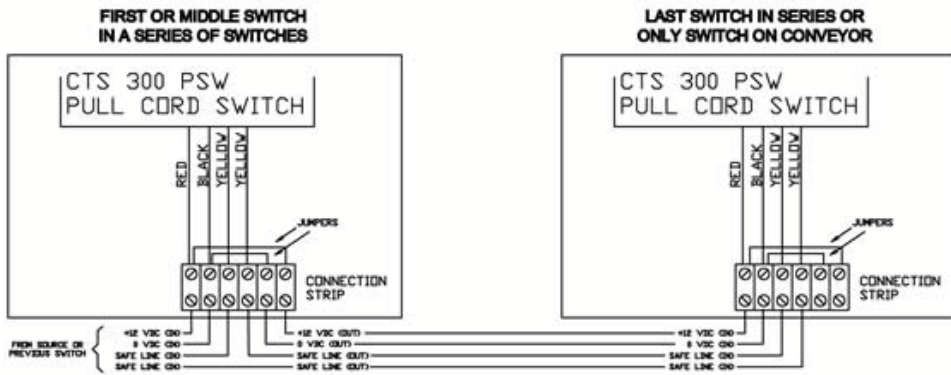 FIRST OR MIDDLE SWITCH
IN A SERIES OF SWITCHES
CTS 300 PSW
PULL CORD SWITCH
RED
BLACK
YELLOW
YELLOW
JUMPERS
CONNECTION
STRIP
FROM SOURCE OR
PREVIOUS SWITCH
+12 VDC (IN)
0 VDC (IN)
SAFE LINE (IN)
SAFE LINE (IN)
+12 VDC (OUT)
0 VDC (OUT)
SAFE LINE (OUT)
SAFE LINE (OUT)
LAST SWITCH IN SERIES OR
ONLY SWITCH ON CONVEYOR
CTS 300 PSW
PULL CORD SWITCH
RED
BLACK
YELLOW
YELLOW
JUMPERS
CONNECTION
STRIP
+12 VDC (IN)
0 VDC (IN)
SAFE LINE (IN)
SAFE LINE (IN)